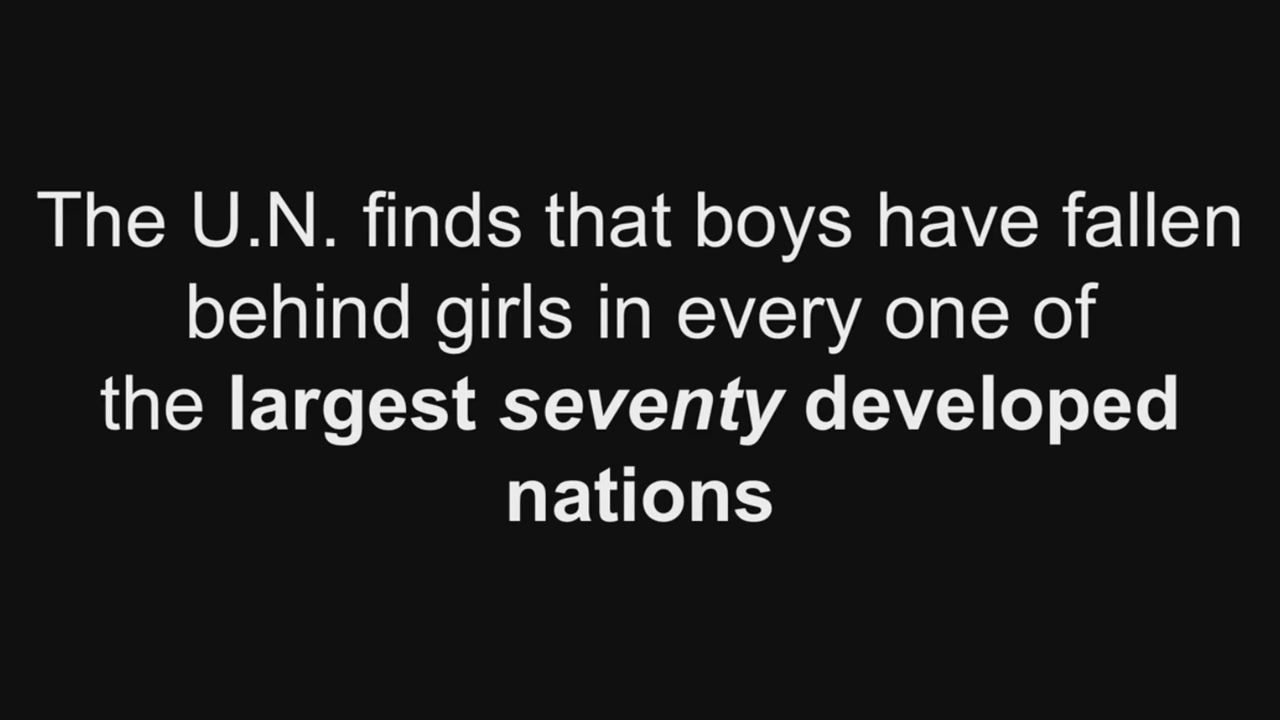 The U.N. finds that boys have fallen
behind girls in every one of
the largest seventy developed
nations